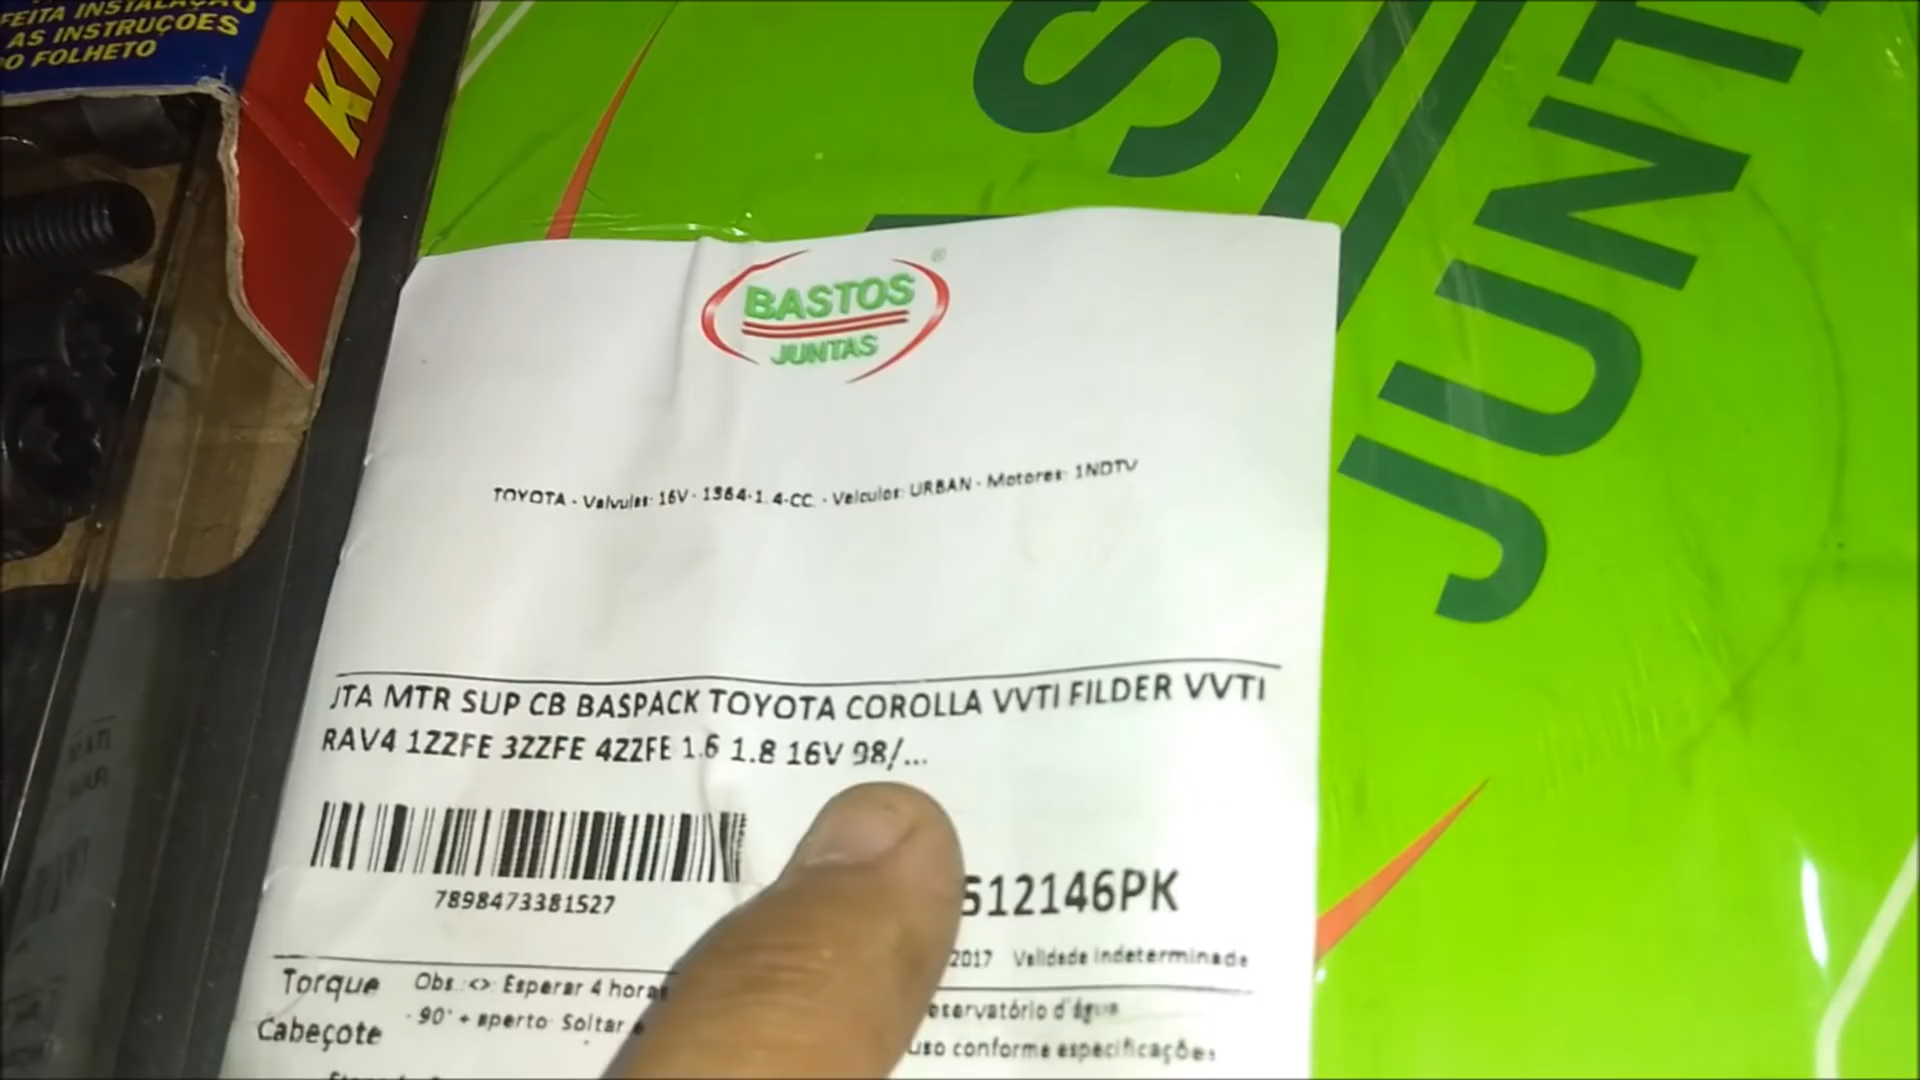 FEITA INSTALAÇÃO
AS INSTRUÇÕES
DO FOLHETO
KIT
S
JUNT
BASTOS
®
JUNTAS
TOYOTA - Valvulas: 16V - 1364-1.4-CC. - Veiculos: URBAN - Motores: 1NDTV
JTA MTR SUP CB BASPACK TOYOTA COROLLA VVTI FILDER VVTI
RAV4 1ZZFE 3ZZFE 4ZZFE 1.6 1.8 16V 98/...
7898473381527
512146PK
2017 Validade indeterminada
Torque
Cabeçote
Obs.:<> Esperar 4 horas
- 90° + aperto: Soltar
eservatório d'água
uso conforme especificações